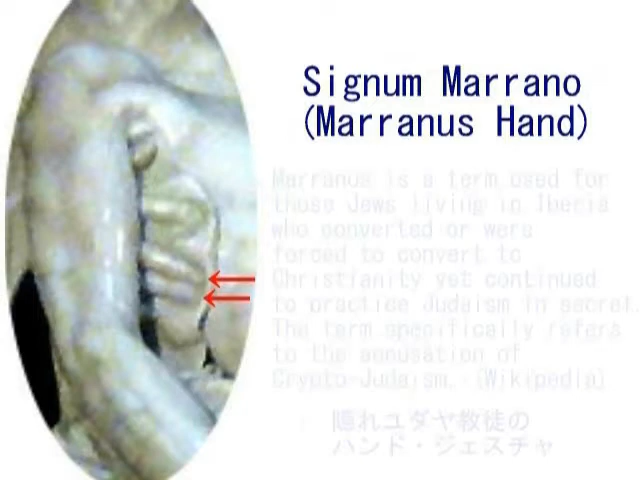 Signum Marrano
(Marranus Hand)
Marranus is a term used for
those Jews living in Iberia
who converted or were
forced to convert to
Christianity yet continued
to practice Judaism in secret.
The term specifically refers
to the
of
Crypto-Judaism. (Wikipedia)
隠れユダヤ教徒の
ハンド・ジェスチャ